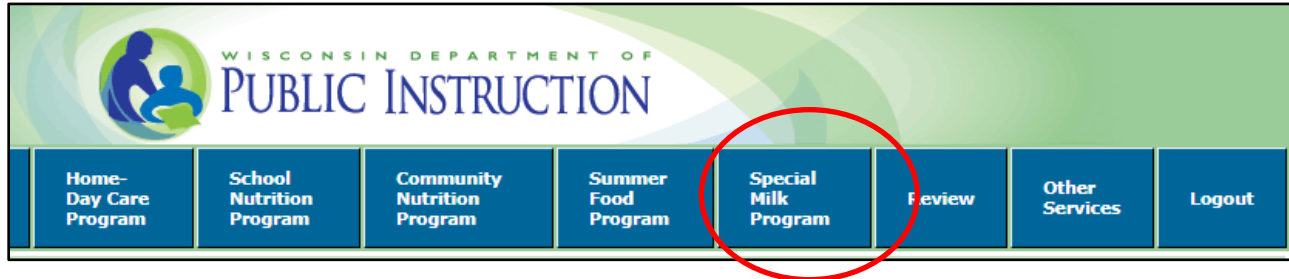 WISCONSIN DEPARTMENT OF
PUBLIC INSTRUCTION
Home-
Day Care
Program
School
Nutrition
Program
Community
Nutrition
Program
Summer
Food
Program
Special
Milk
Program
Review
Other
Services
Logout